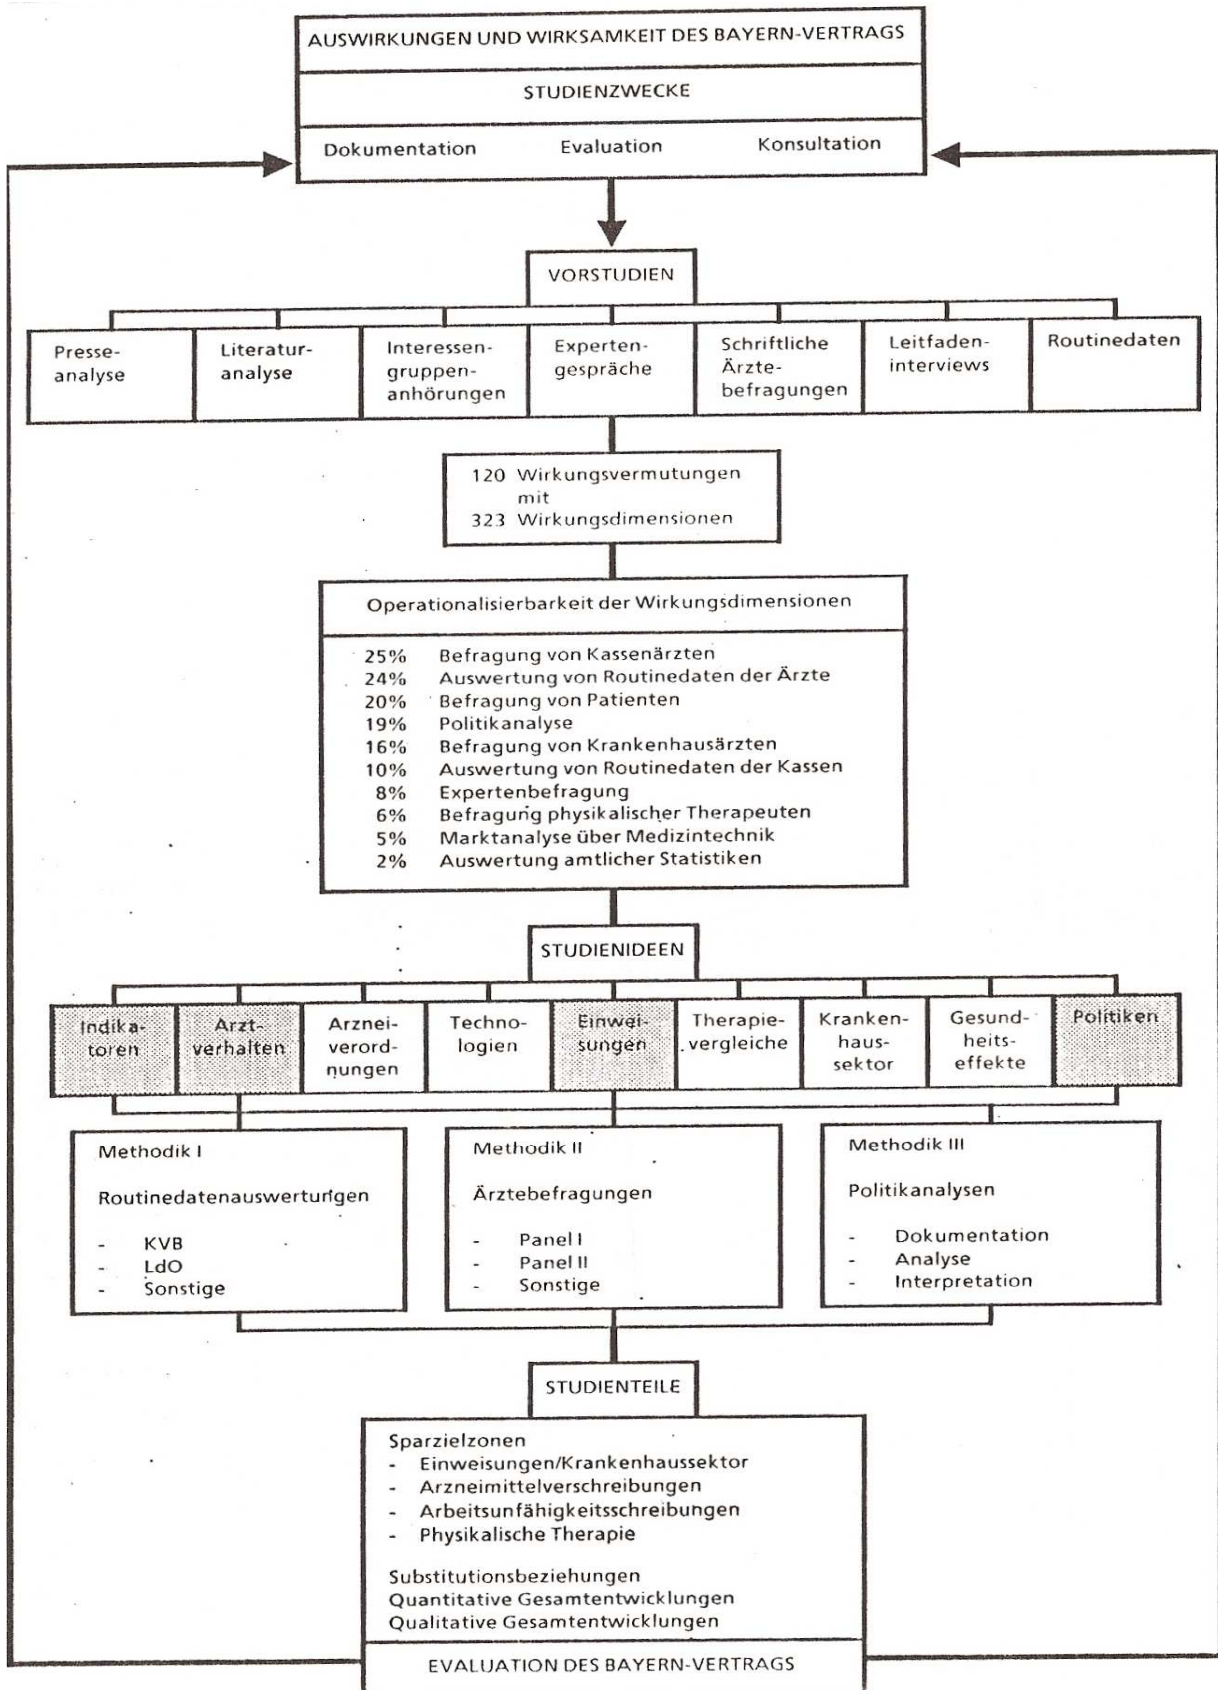 AUSWIRKUNGEN UND WIRKSAMKEIT DES BAYERN-VERTRAGS
STUDIENZWECKE
Dokumentation Evaluation Konsultation
VORSTUDIEN
Presse-
analyse
Literatur-
analyse
Interessen-
gruppen-
anhörungen
Experten-
gespräche
Schriftliche
Ärzte-
befragungen
Leitfaden-
interviews
Routinedaten
120 Wirkungsvermutungen
mit
323 Wirkungsdimensionen
Operationalisierbarkeit der Wirkungsdimensionen
25% Befragung von Kassenärzten
24% Auswertung von Routinedaten der Ärzte
20% Befragung von Patienten
19% Politikanalyse
16% Befragung von Krankenhausärzten
10% Auswertung von Routinedaten der Kassen
8% Expertenbefragung
6% Befragung physikalischer Therapeuten
5% Marktanalyse über Medizintechnik
2% Auswertung amtlicher Statistiken
STUDIENIDEEN
Indika-
toren
Arzt-
verhalten
Arznei-
verord-
nungen
Techno-
logien
Einwei-
sungen
Therapie-
vergleiche
Kranken-
haus-
sektor
Gesund-
heits-
effekte
Politiken
Methodik I
Routinedatenauswertungen
- KVB
- LdO
- Sonstige
Methodik II
Ärztebefragungen
- Panel I
- Panel II
- Sonstige
Methodik III
Politikanalysen
- Dokumentation
- Analyse
- Interpretation
STUDIENTEILE
Sparzielzonen
- Einweisungen/Krankenhaussektor
- Arzneimittelverschreibungen
- Arbeitsunfähigkeitsschreibungen
- Physikalische Therapie
Substitutionsbeziehungen
Quantitative Gesamtentwicklungen
Qualitative Gesamtentwicklungen
EVALUATION DES BAYERN-VERTRAGS